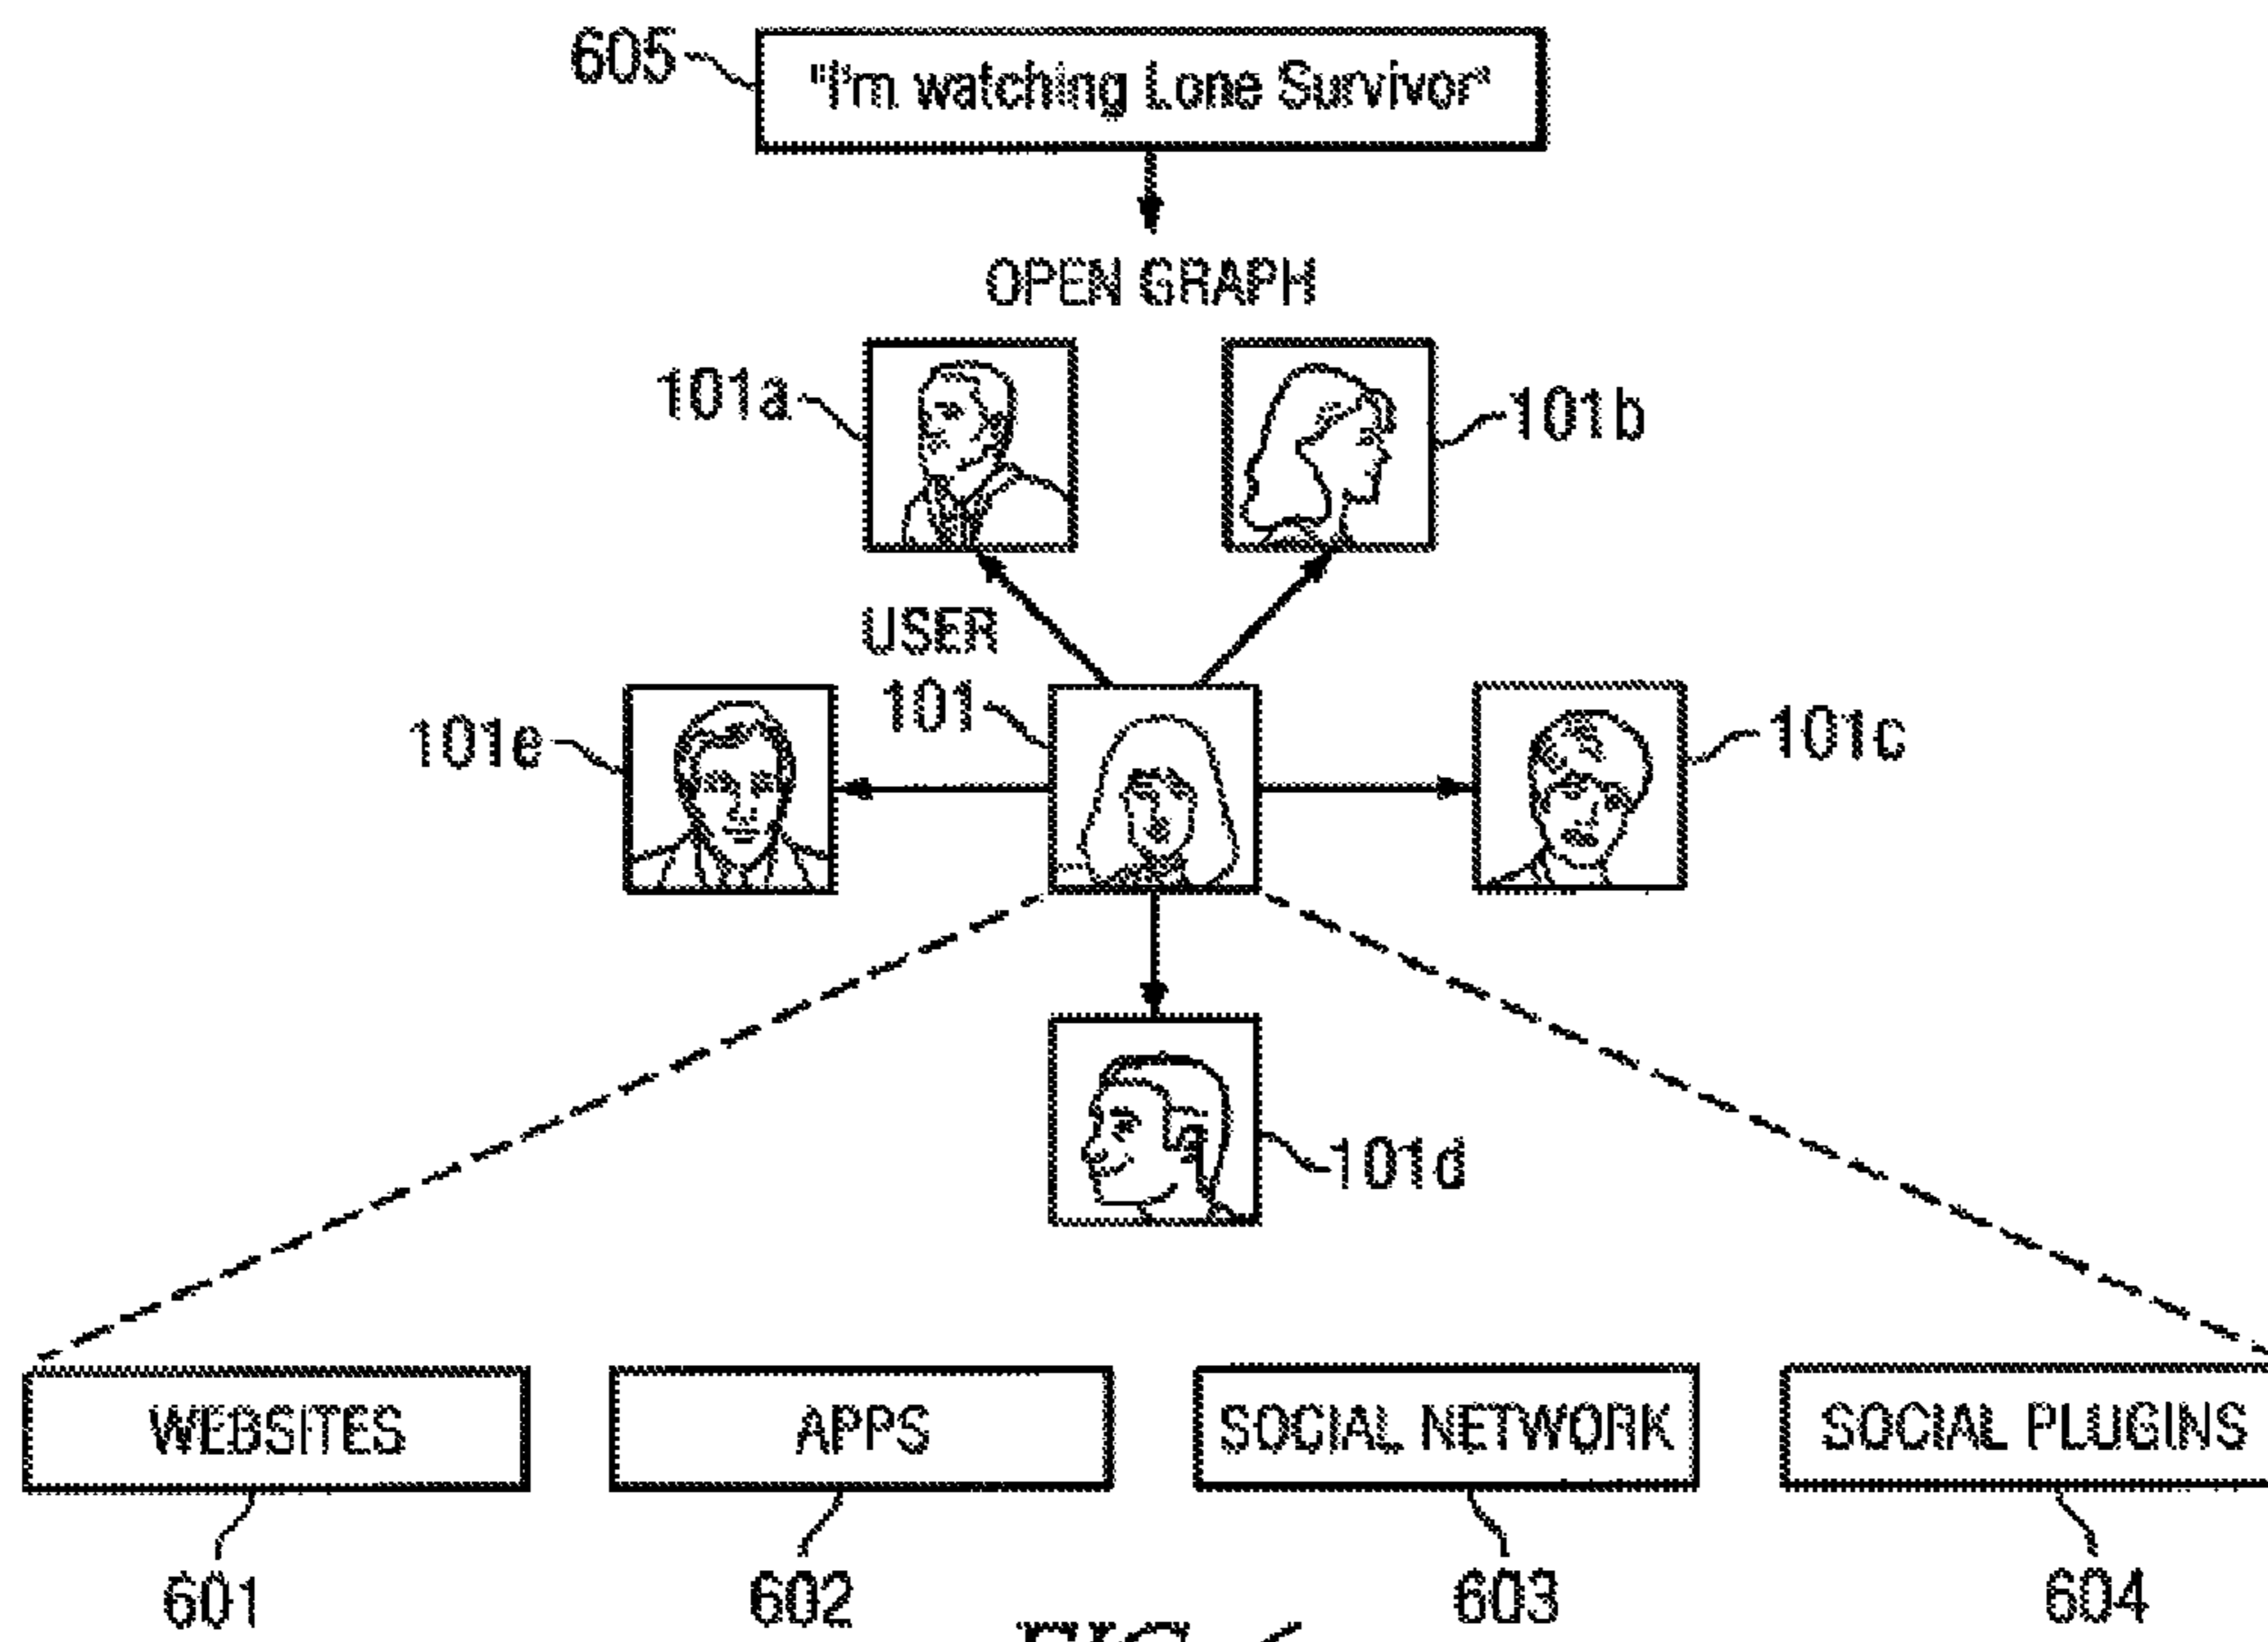 605
"I'm watching Lone Survivor"
OPEN GRAPH
101a
101b
USER
101
101e
101c
101d
WEBSITES
APPS
SOCIAL NETWORK
SOCIAL PLUGINS
601
602
603
604